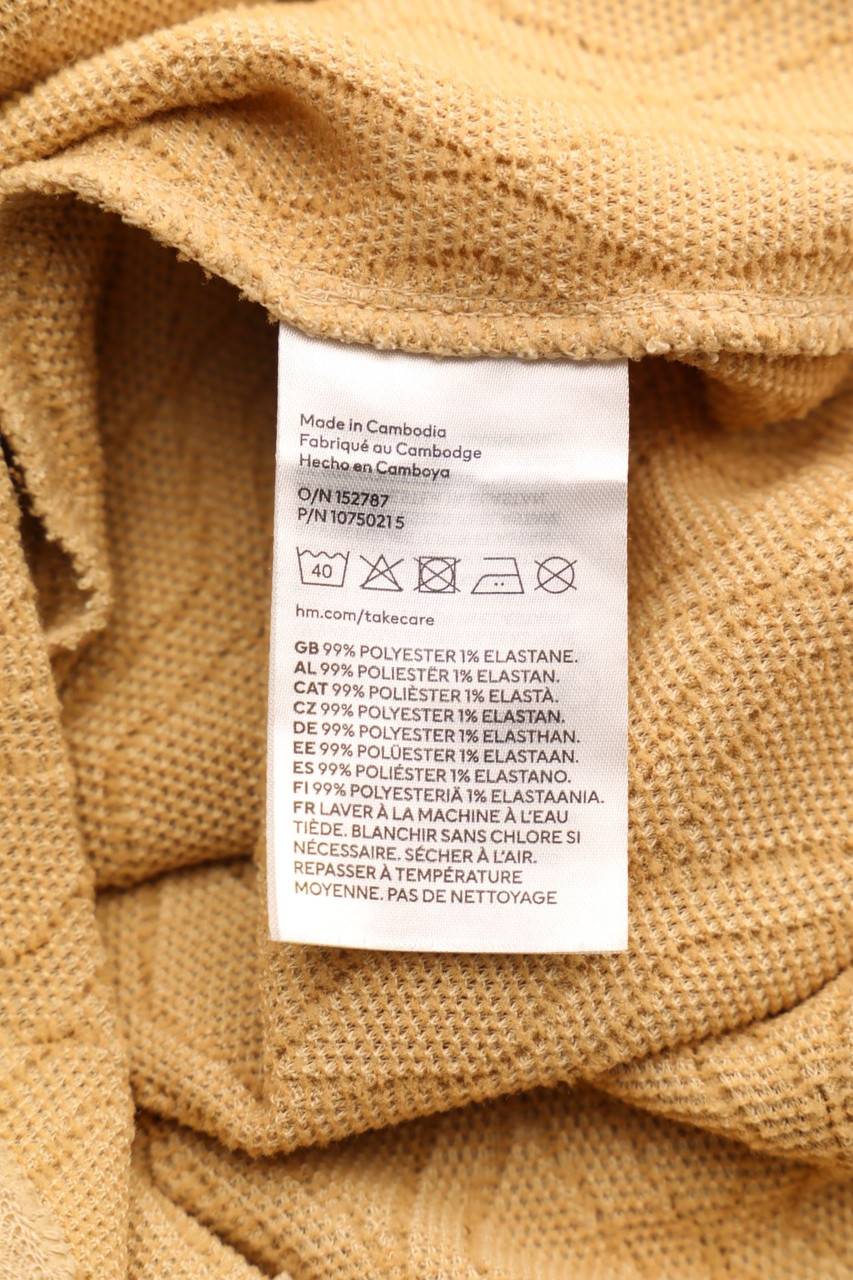 Made in Cambodia
Fabriqué au Cambodge
Hecho en Camboya
O/N 152787
P/N 10750215
40
hm.com/takecare
GB 99% POLYESTER 1% ELASTANE.
AL 99% POLIESTËR 1% ELASTAN.
CAT 99% POLIÈSTER 1% ELASTÀ.
CZ 99% POLYESTER 1% ELASTAN.
DE 99% POLYESTER 1% ELASTHAN.
EE 99% POLÜESTER 1% ELASTAAN.
ES 99% POLIÉSTER 1% ELASTANO.
FI 99% POLYESTERIÄ 1% ELASTAANIA.
FR LAVER À LA MACHINE À L'EAU
TIÈDE. BLANCHIR SANS CHLORE SI
NÉCESSAIRE. SÉCHER À L'AIR.
REPASSER À TEMPÉRATURE
MOYENNE. PAS DE NETTOYAGE